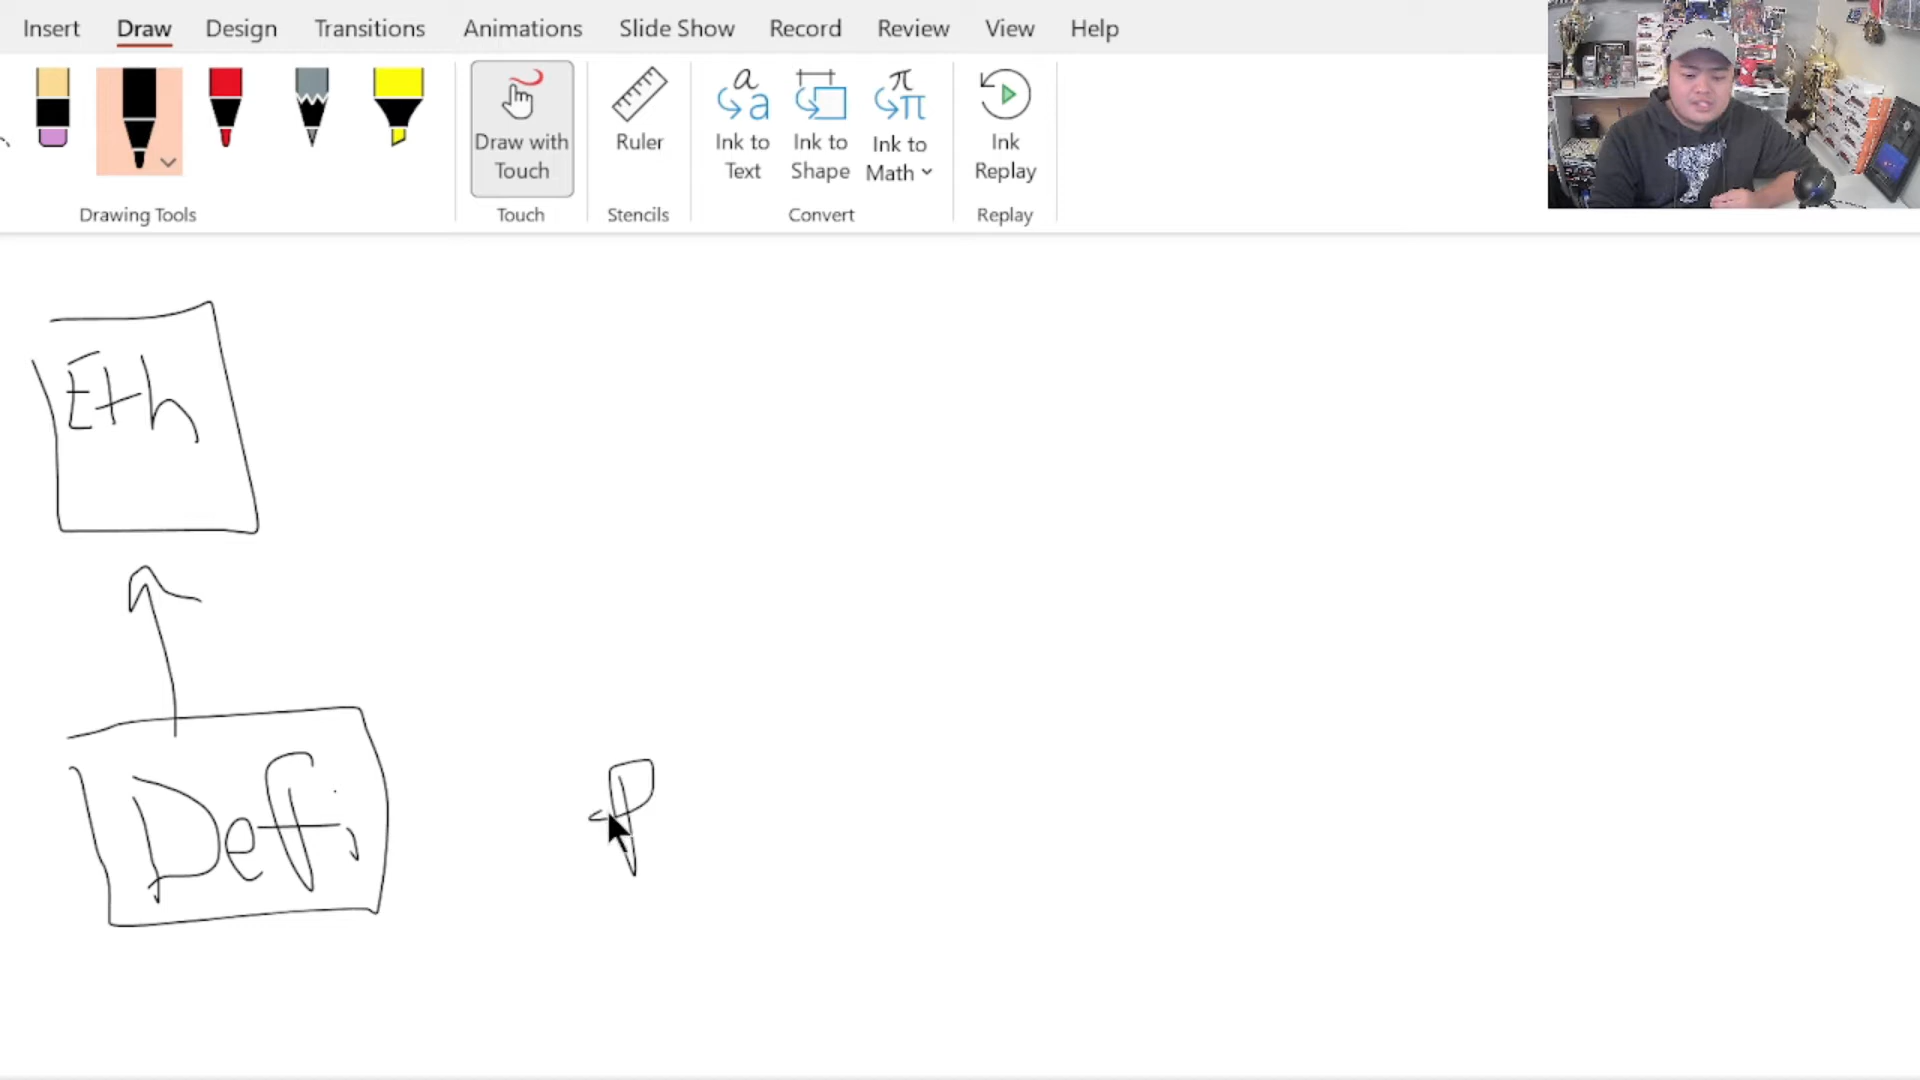 Insert Draw Design Transitions Animations Slide Show Record Review View Help
Draw with Touch
Ruler
Ink to Text
Ink to Shape
Ink to Math
Ink Replay
Drawing Tools Touch Stencils Convert Replay
Eth
Defi
P